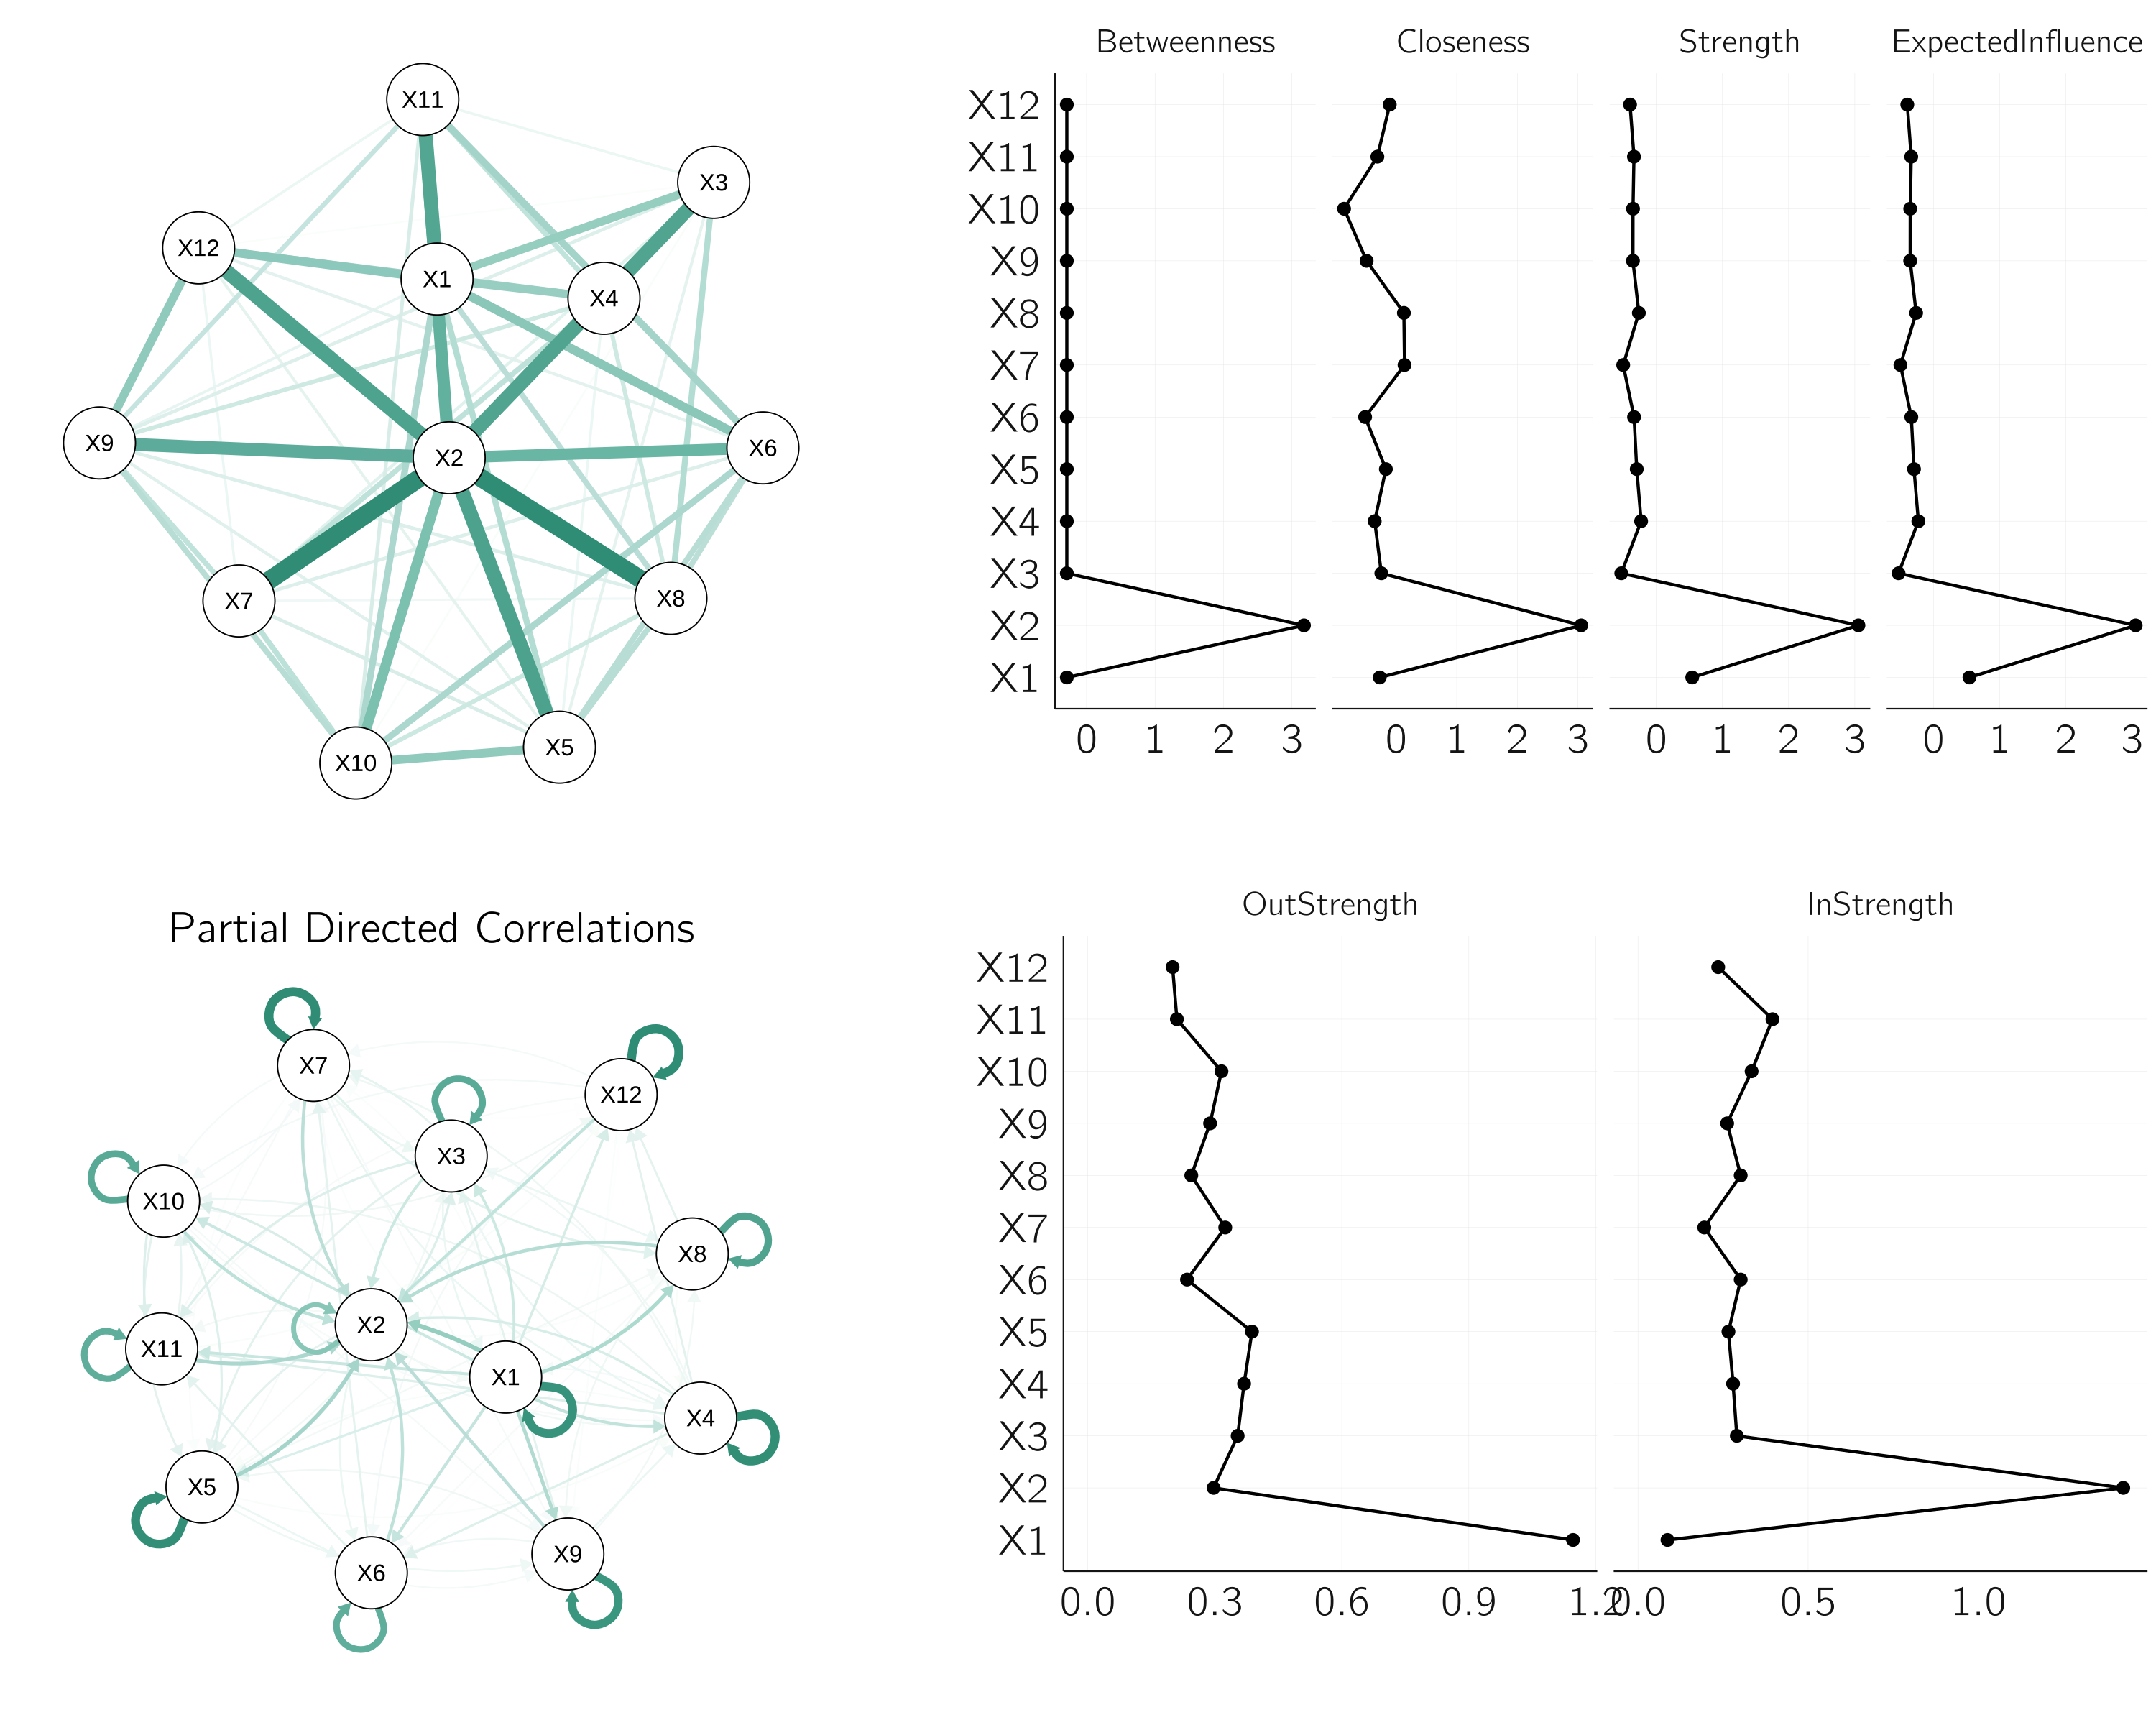 X11
X3
X12
X1
X4
X9
X2
X6
X7
X8
X10
X5
Betweenness Closeness Strength ExpectedInfluence
X12
X11
X10
X9
X8
X7
X6
X5
X4
X3
X2
X1
0 1 2 3 0 1 2 3 0 1 2 3 0 1 2 3
Partial Directed Correlations
X7
X12
X3
X10
X8
X2
X11
X1
X4
X5
X9
X6
OutStrength InStrength
X12
X11
X10
X9
X8
X7
X6
X5
X4
X3
X2
X1
0.0 0.3 0.6 0.9 1.2 0.0 0.5 1.0